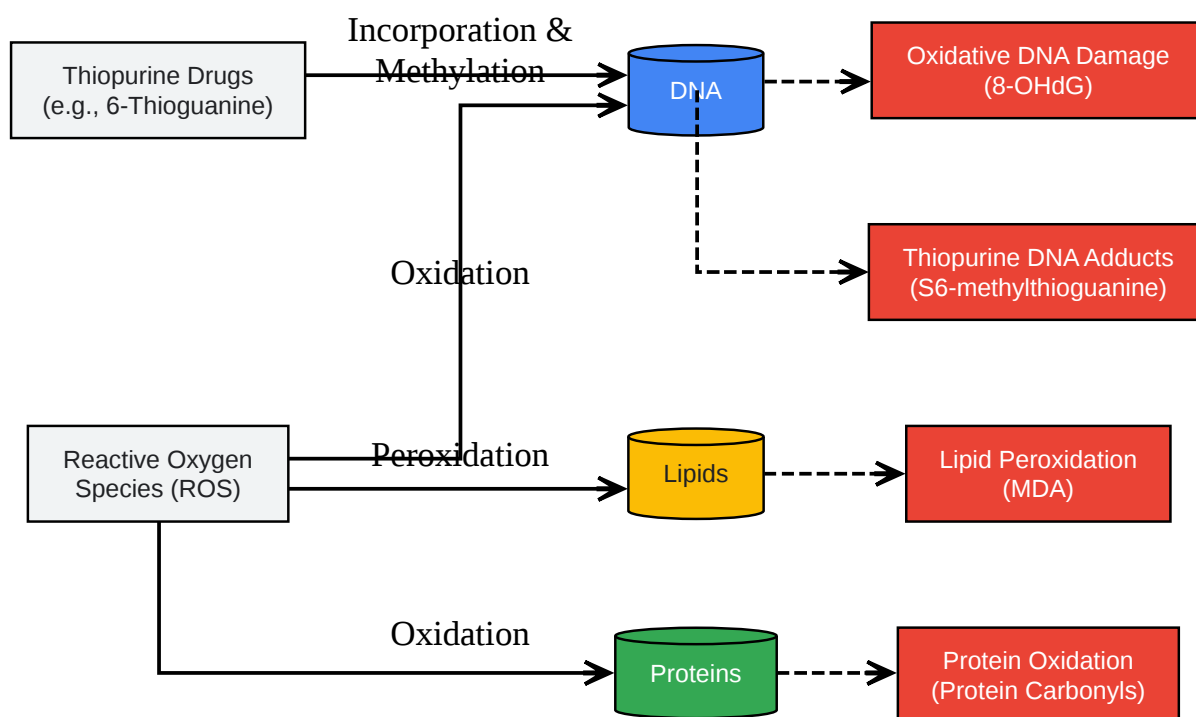 Incorporation &
Methylation
Thiopurine Drugs
(e.g., 6-Thioguanine)
DNA
Oxidative DNA Damage
(8-OHdG)
Oxidation
Thiopurine DNA Adducts
(S6-methylthioguanine)
Reactive Oxygen
Species (ROS)
Peroxidation
Lipids
Lipid Peroxidation
(MDA)
Oxidation
Proteins
Protein Oxidation
(Protein Carbonyls)